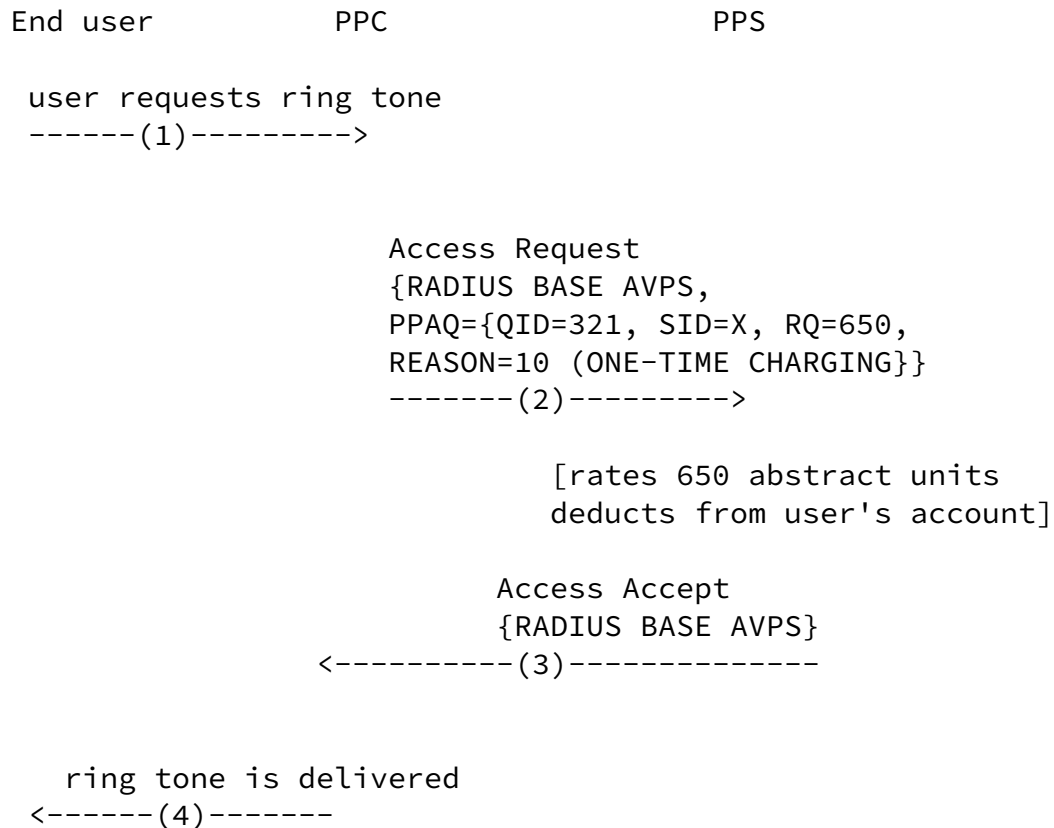 End user PPC PPS
user requests ring tone
------(1)--------->
Access Request
{RADIUS BASE AVPS,
PPAQ={QID=321, SID=X, RQ=650,
REASON=10 (ONE-TIME CHARGING}}
-------(2)--------->
[rates 650 abstract units
deducts from user's account]
Access Accept
{RADIUS BASE AVPS}
<----------(3)--------------
ring tone is delivered
<------(4)-------